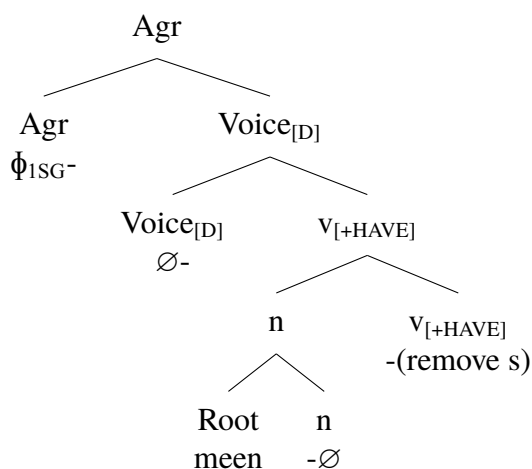 Agr
Agr Voice[D]
ϕ1SG-
Voice[D] v[+HAVE]
∅-
n v[+HAVE]
-(remove s)
Root n
meen -∅